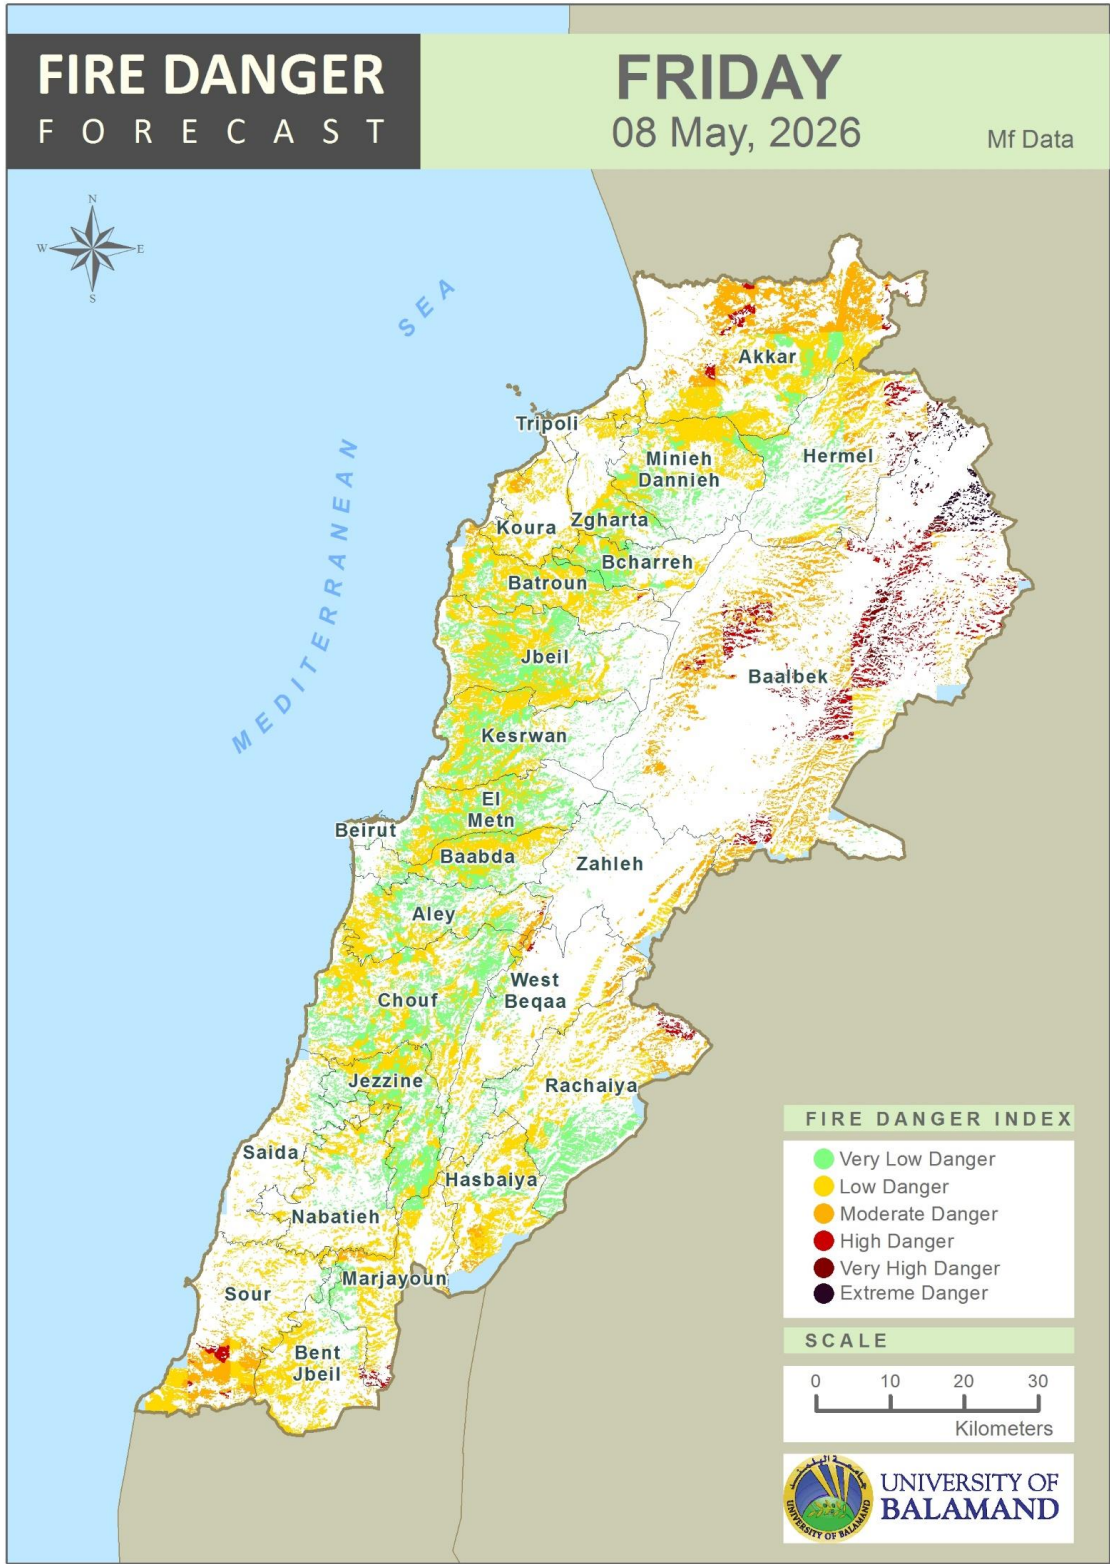 FIRE DANGER
FORECAST
FRIDAY
08 May, 2026
Mf Data
N
W
E
S
MEDITERRANEAN SEA
Akkar
Tripoli
Minieh
Dannieh
Hermel
Koura
Zgharta
Bcharreh
Batroun
Jbeil
Baalbek
Kesrwan
El
Metn
Beirut
Baabda
Zahleh
Aley
West
Beqaa
Chouf
Jezzine
Rachaiya
Saida
Hasbaiya
Nabatieh
Marjayoun
Sour
Bent
Jbeil
FIRE DANGER INDEX
Very Low Danger
Low Danger
Moderate Danger
High Danger
Very High Danger
Extreme Danger
SCALE
0 10 20 30
Kilometers
UNIVERSITY OF BALAMAND
UNIVERSITY OF
BALAMAND